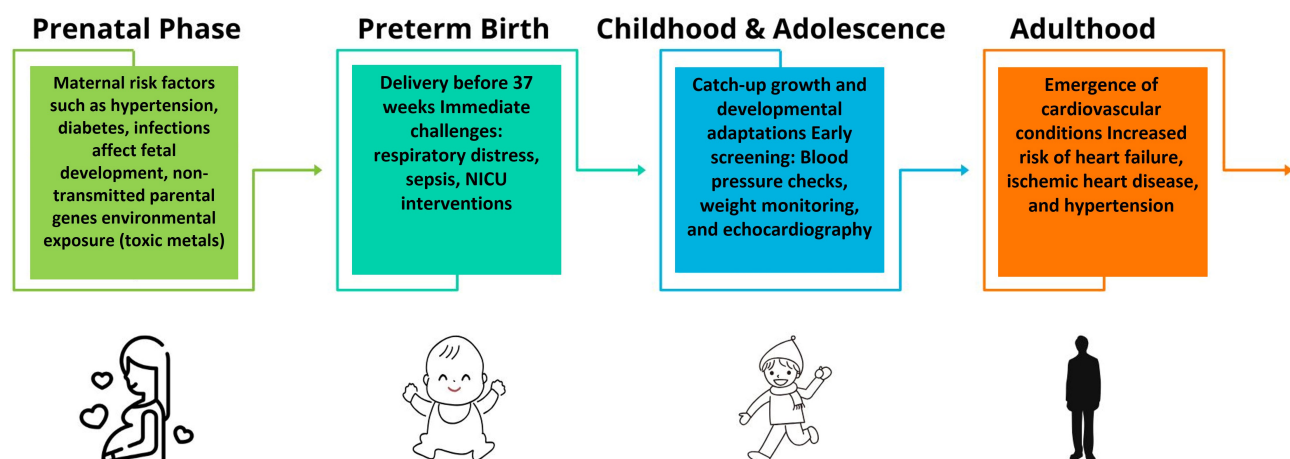 Prenatal Phase
Maternal risk factors
such as hypertension,
diabetes, infections
affect fetal
development, non-
transmitted parental
genes environmental
exposure (toxic metals)
Preterm Birth
Delivery before 37
weeks Immediate
challenges:
respiratory distress,
sepsis, NICU
interventions
Childhood & Adolescence
Catch-up growth and
developmental
adaptations Early
screening: Blood
pressure checks,
weight monitoring,
and echocardiography
Adulthood
Emergence of
cardiovascular
conditions Increased
risk of heart failure,
ischemic heart disease,
and hypertension